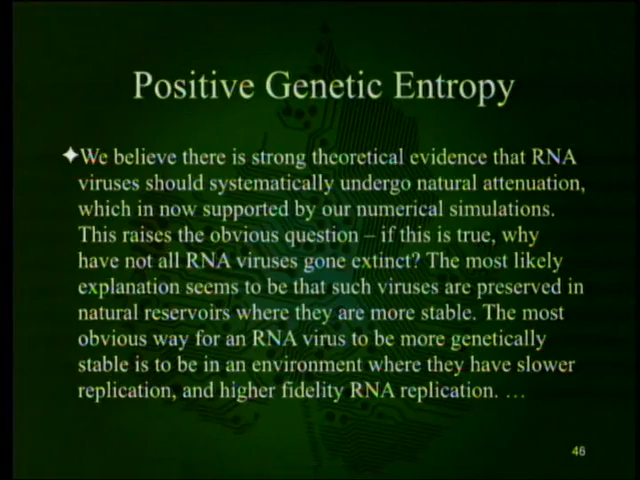 Positive Genetic Entropy
✦We believe there is strong theoretical evidence that RNA
viruses should systematically undergo natural attenuation,
which in now supported by our numerical simulations.
This raises the obvious question – if this is true, why
have not all RNA viruses gone extinct? The most likely
explanation seems to be that such viruses are preserved in
natural reservoirs where they are more stable. The most
obvious way for an RNA virus to be more genetically
stable is to be in an environment where they have slower
replication, and higher fidelity RNA replication. …
46